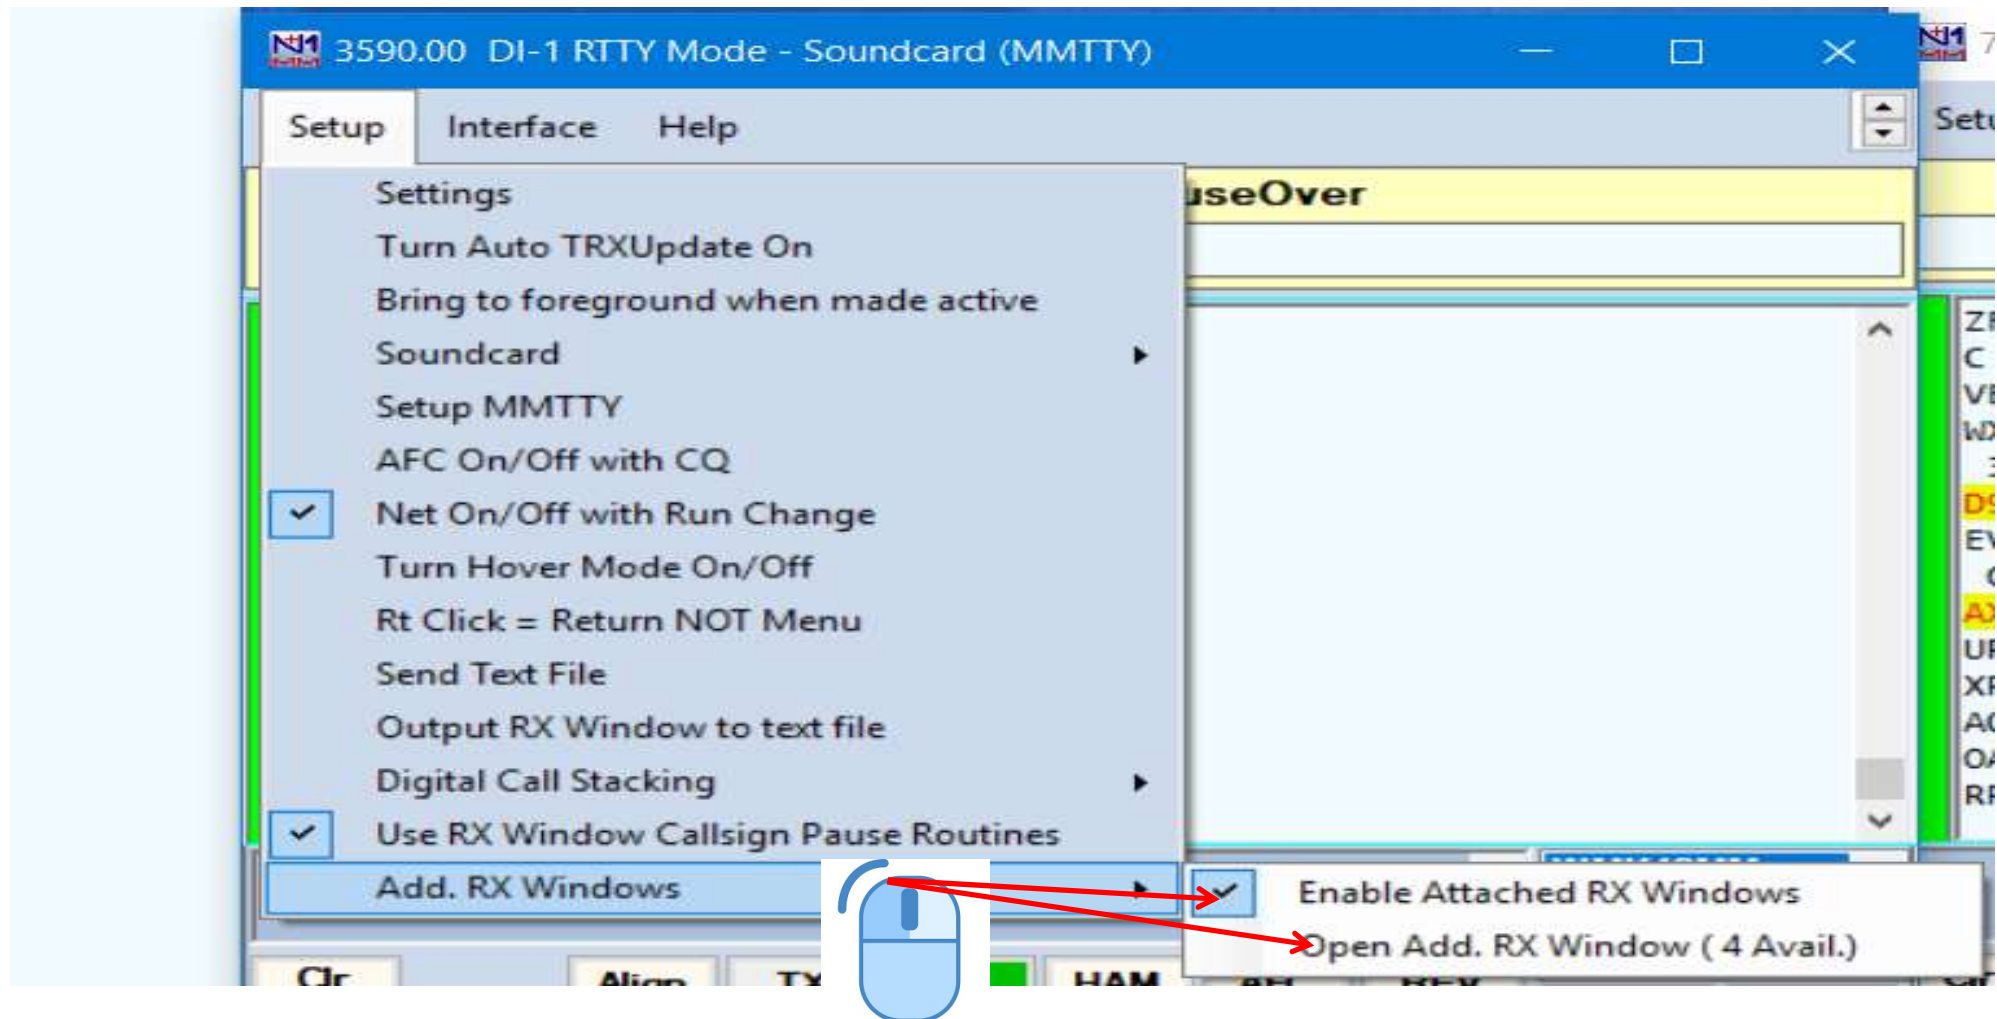 3590.00 DI-1 RTTY Mode - Soundcard (MMTTY)
Setup Interface Help
Settings
Turn Auto TRXUpdate On
Bring to foreground when made active
Soundcard
Setup MMTTY
AFC On/Off with CQ
Net On/Off with Run Change
Turn Hover Mode On/Off
Rt Click = Return NOT Menu
Send Text File
Output RX Window to text file
Digital Call Stacking
Use RX Window Callsign Pause Routines
Add. RX Windows
Enable Attached RX Windows
Open Add. RX Window ( 4 Avail.)
Clr Align TX HAM